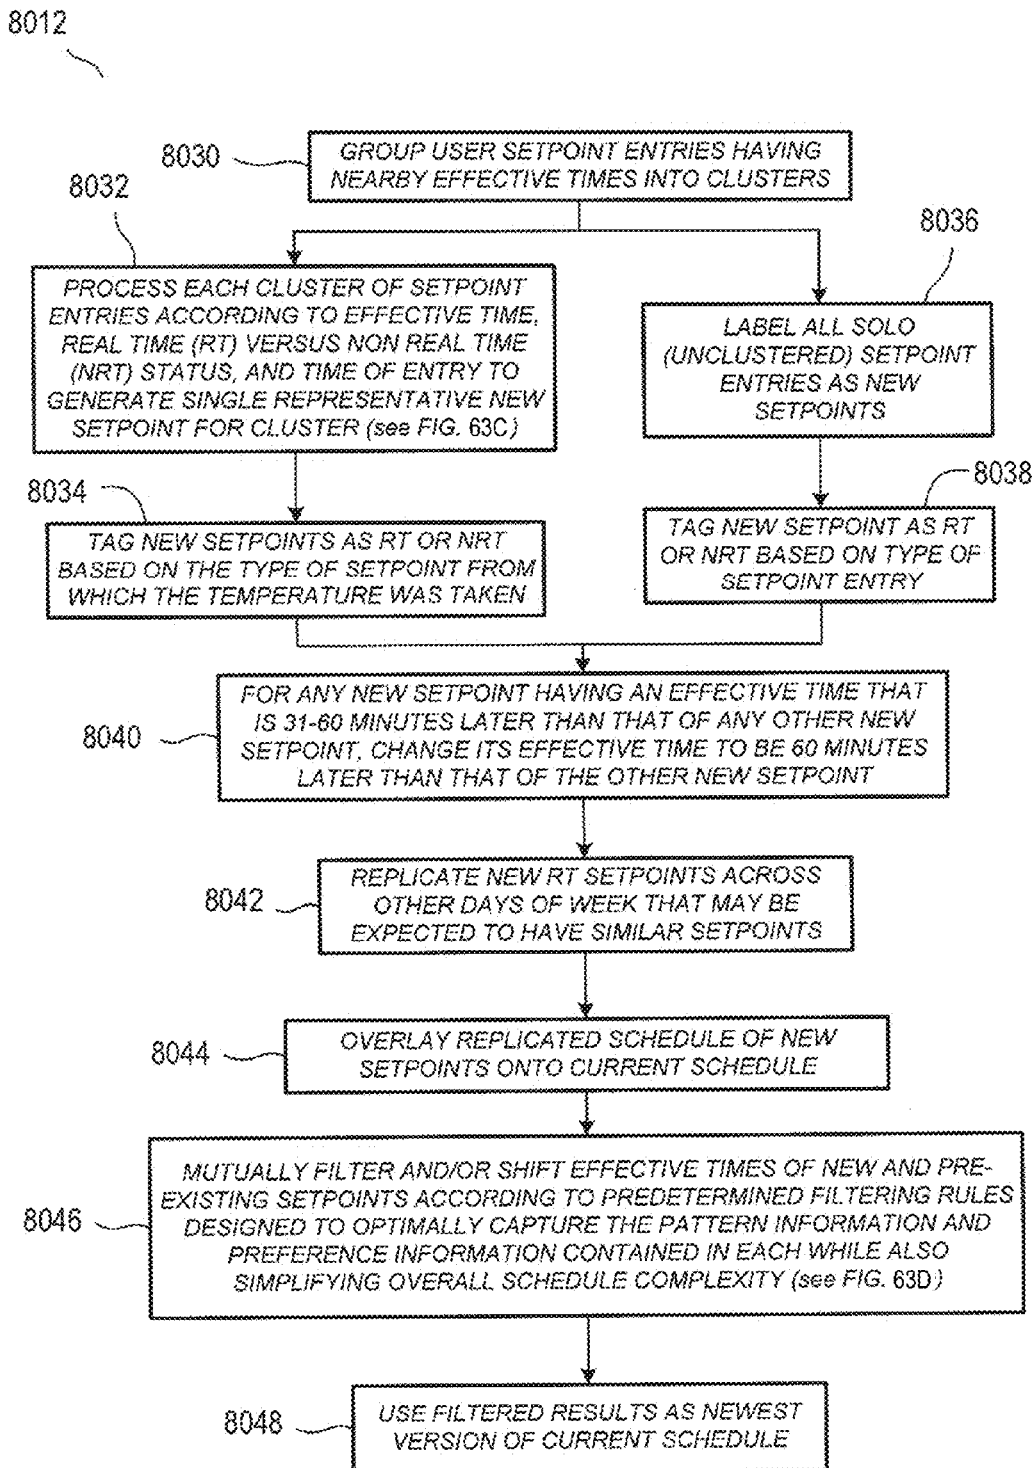 8012
8030
GROUP USER SETPOINT ENTRIES HAVING
NEARBY EFFECTIVE TIMES INTO CLUSTERS
8032
PROCESS EACH CLUSTER OF SETPOINT
ENTRIES ACCORDING TO EFFECTIVE TIME,
REAL TIME (RT) VERSUS NON REAL TIME
(NRT) STATUS, AND TIME OF ENTRY TO
GENERATE SINGLE REPRESENTATIVE NEW
SETPOINT FOR CLUSTER (see FIG. 63C)
8036
LABEL ALL SOLO
(UNCLUSTERED) SETPOINT
ENTRIES AS NEW
SETPOINTS
8034
TAG NEW SETPOINTS AS RT OR NRT
BASED ON THE TYPE OF SETPOINT FROM
WHICH THE TEMPERATURE WAS TAKEN
8038
TAG NEW SETPOINT AS RT
OR NRT BASED ON TYPE OF
SETPOINT ENTRY
8040
FOR ANY NEW SETPOINT HAVING AN EFFECTIVE TIME THAT
IS 31-60 MINUTES LATER THAN THAT OF ANY OTHER NEW
SETPOINT, CHANGE ITS EFFECTIVE TIME TO BE 60 MINUTES
LATER THAN THAT OF THE OTHER NEW SETPOINT
8042
REPLICATE NEW RT SETPOINTS ACROSS
OTHER DAYS OF WEEK THAT MAY BE
EXPECTED TO HAVE SIMILAR SETPOINTS
8044
OVERLAY REPLICATED SCHEDULE OF NEW
SETPOINTS ONTO CURRENT SCHEDULE
8046
MUTUALLY FILTER AND/OR SHIFT EFFECTIVE TIMES OF NEW AND PRE-
EXISTING SETPOINTS ACCORDING TO PREDETERMINED FILTERING RULES
DESIGNED TO OPTIMALLY CAPTURE THE PATTERN INFORMATION AND
PREFERENCE INFORMATION CONTAINED IN EACH WHILE ALSO
SIMPLIFYING OVERALL SCHEDULE COMPLEXITY (see FIG. 63D)
8048
USE FILTERED RESULTS AS NEWEST
VERSION OF CURRENT SCHEDULE